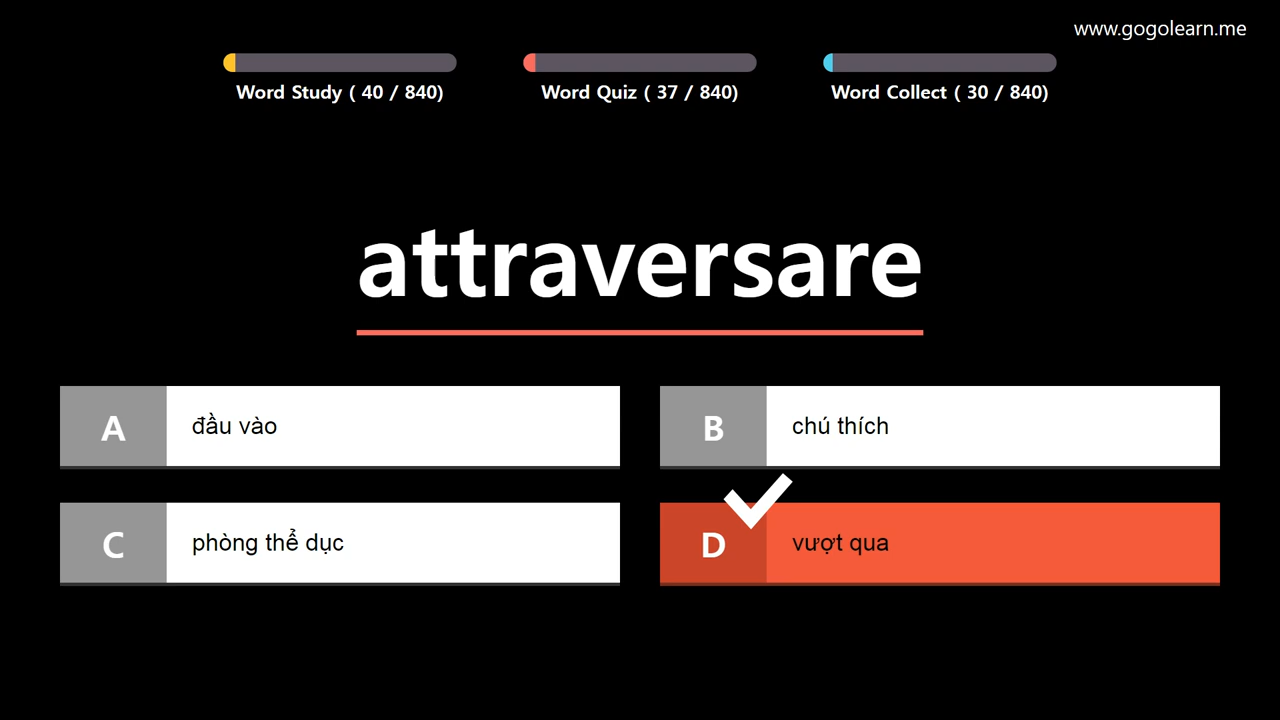 www.gogolearn.me
Word Study ( 40 / 840)
Word Quiz ( 37 / 840)
Word Collect ( 30 / 840)
attraversare
A
đầu vào
B
chú thích
C
phòng thể dục
D
vượt qua